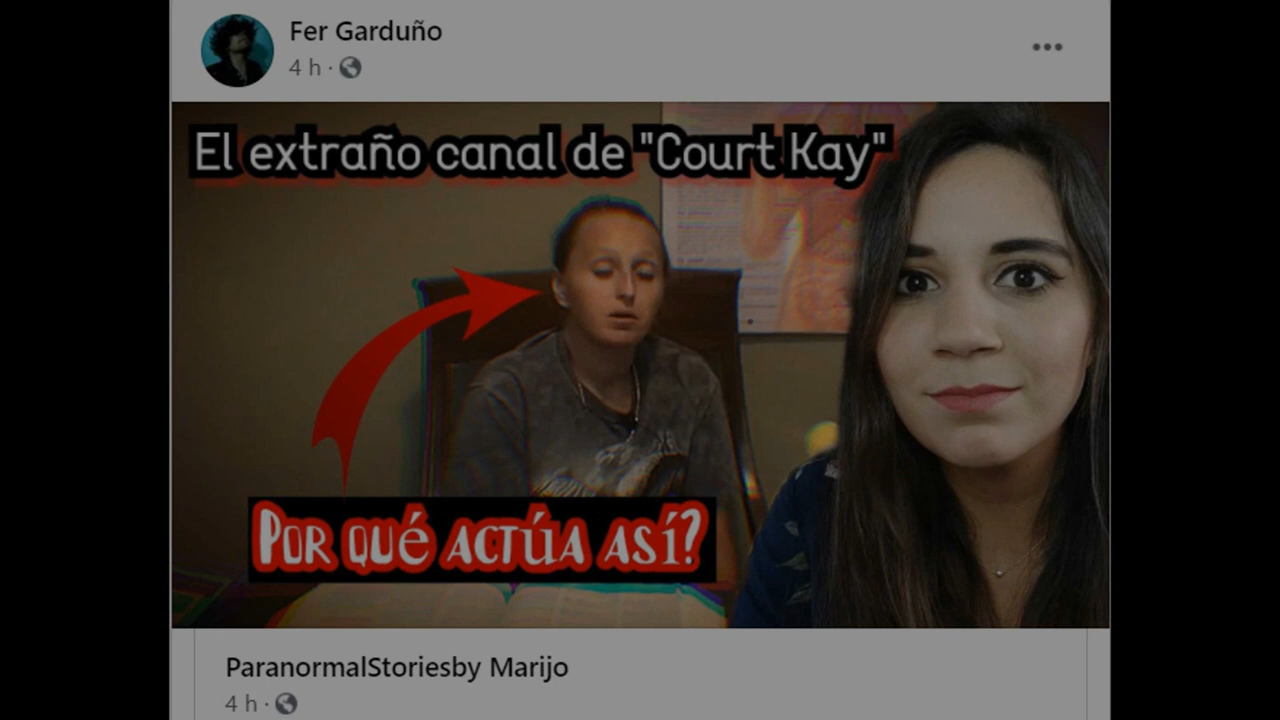 Fer Garduño
4 h ·
El extraño canal de "Court Kay"
Por qué actúa así?
ParanormalStoriesby Marijo
4 h ·